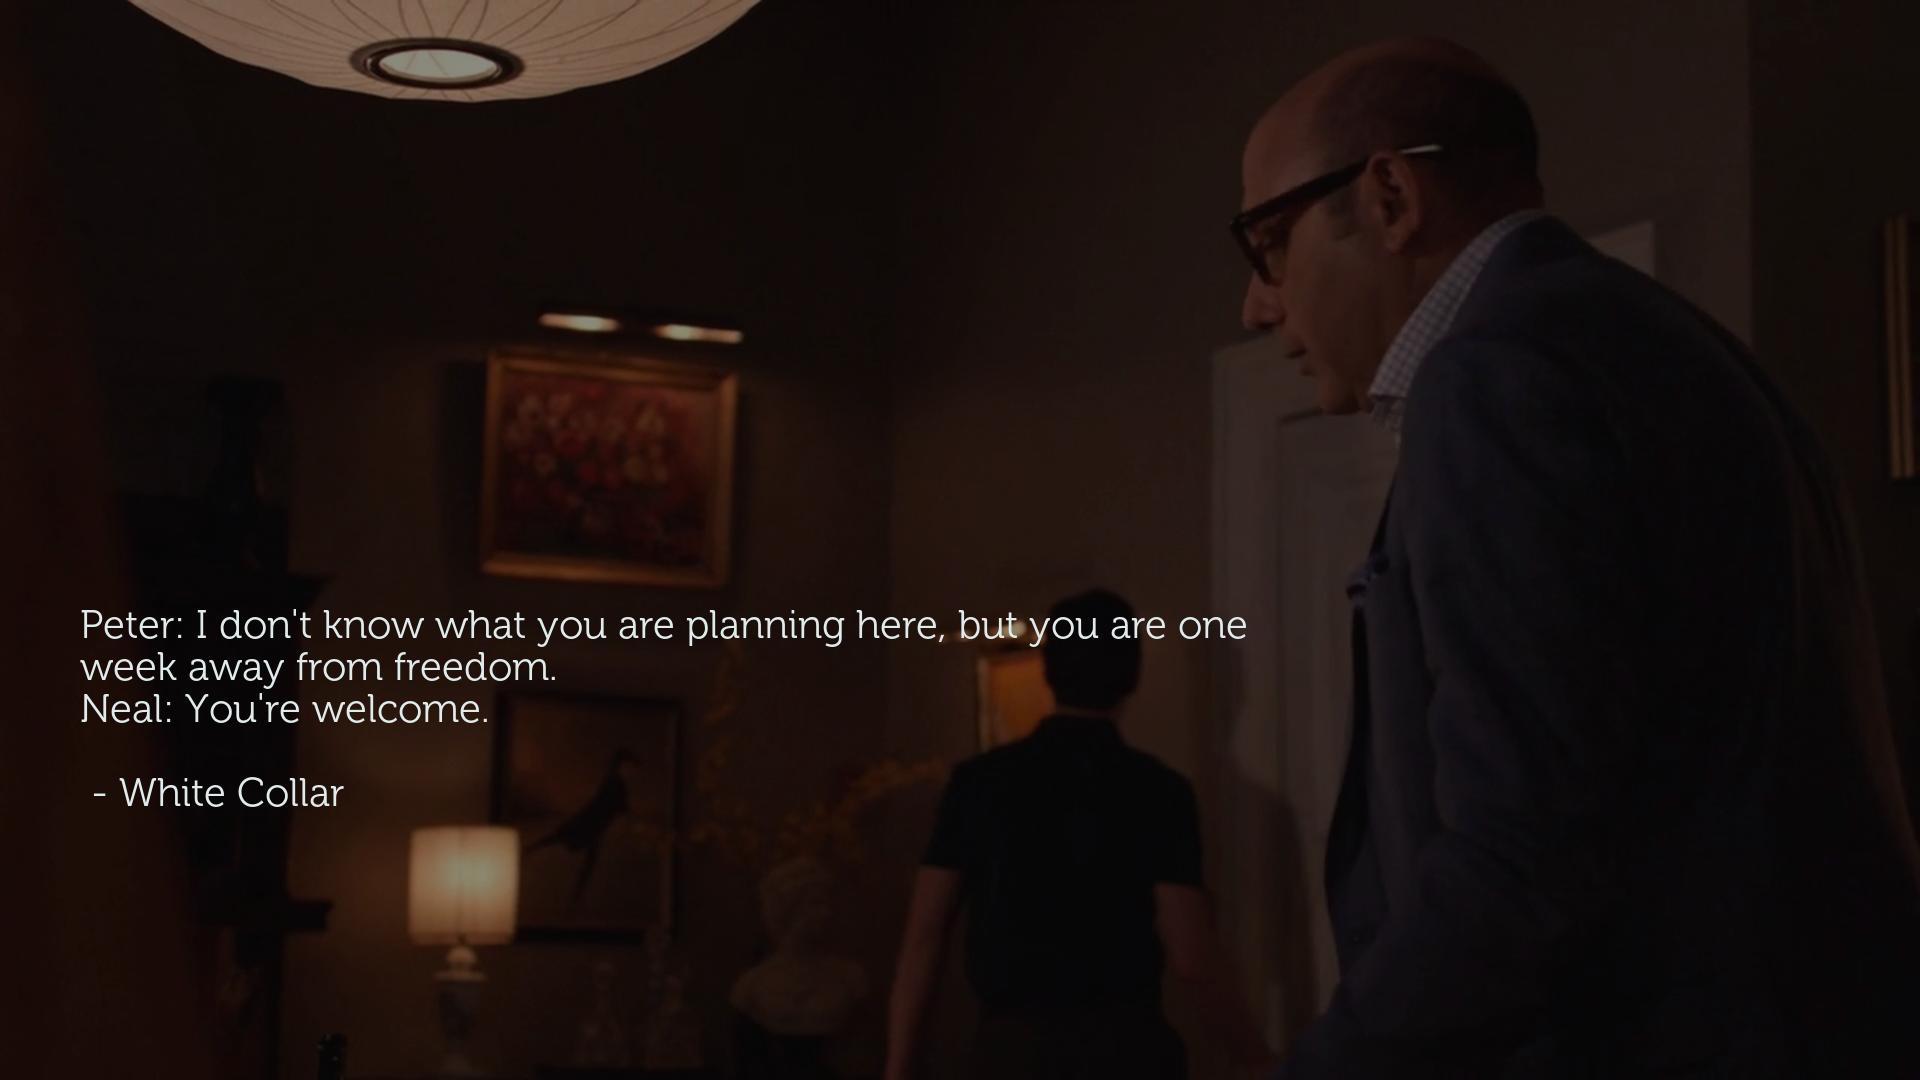 Peter: I don't know what you are planning here, but you are one
week away from freedom.
Neal: You're welcome.
- White Collar